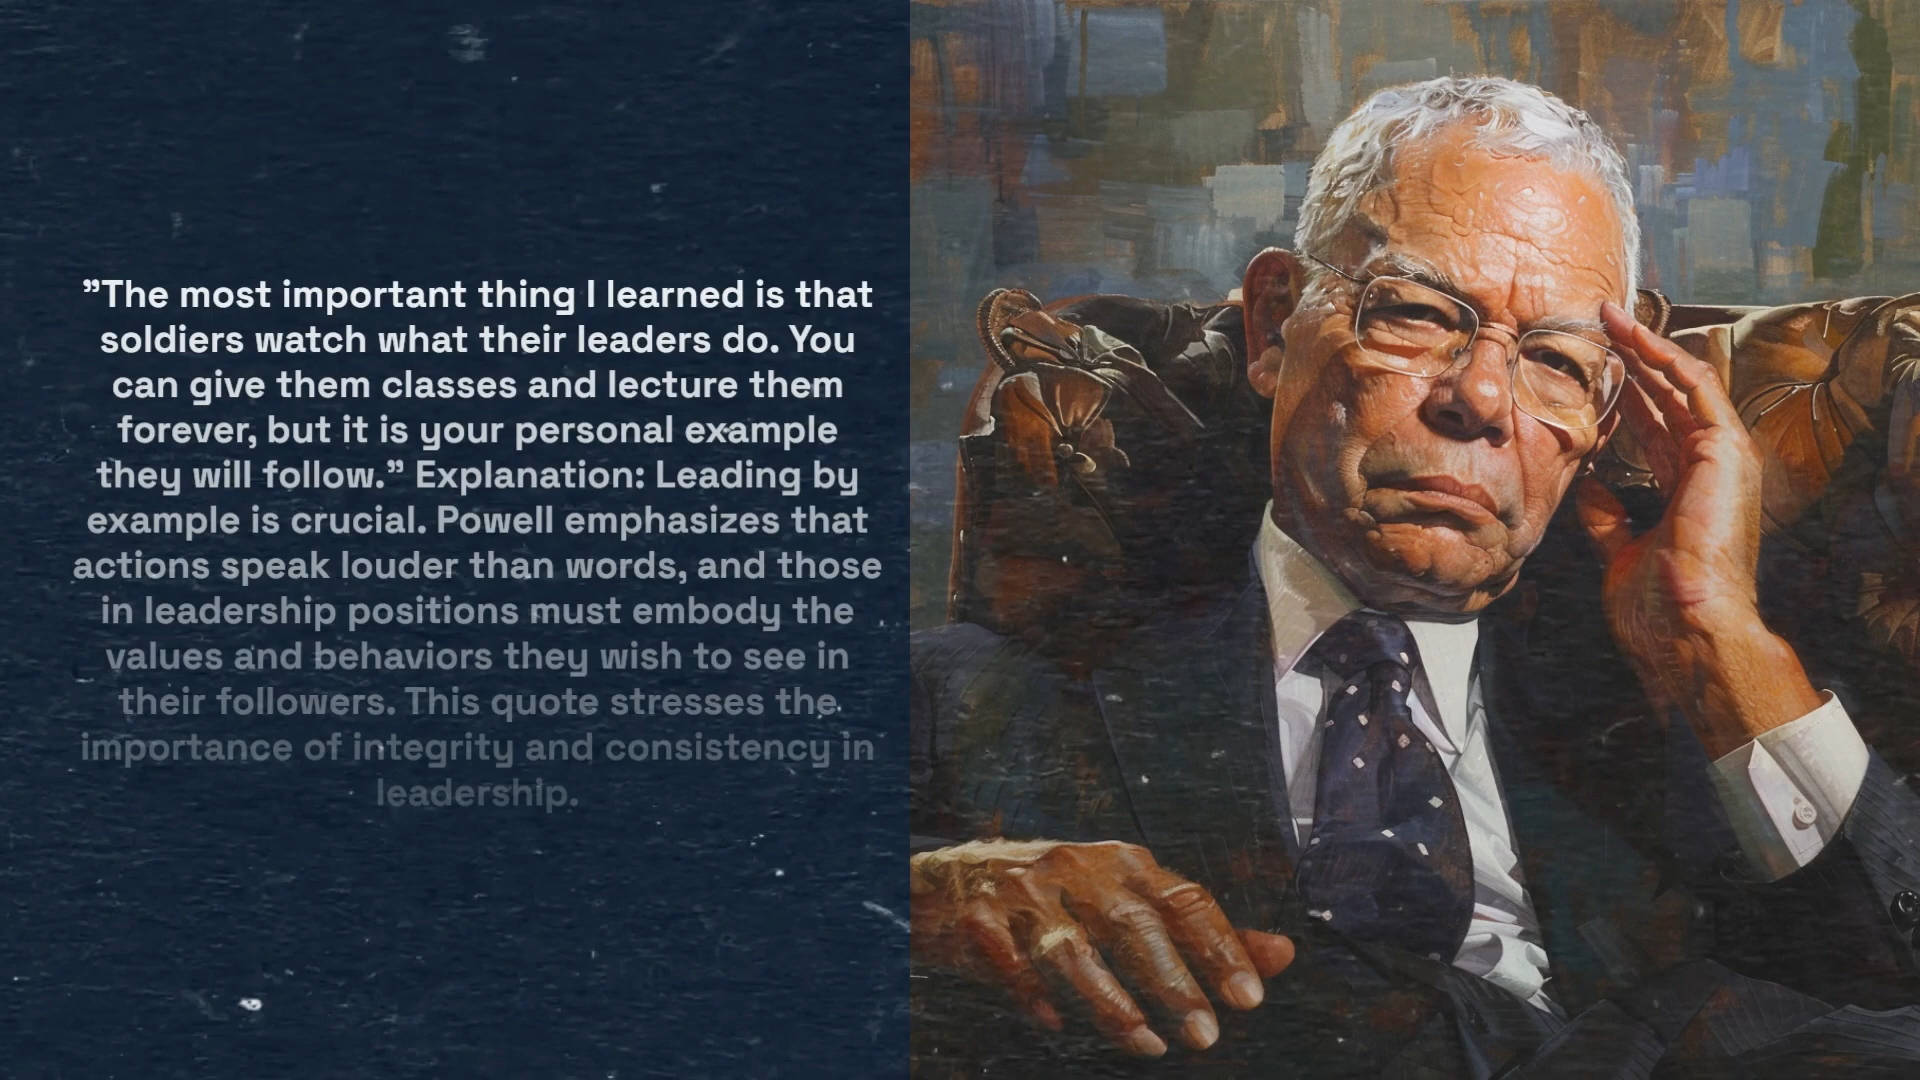 ”The most important thing I learned is that
soldiers watch what their leaders do. You
can give them classes and lecture them
forever, but it is your personal example
they will follow.” Explanation: Leading by
example is crucial. Powell emphasizes that
actions speak louder than words, and those
in leadership positions must embody the
values and behaviors they wish to see in
their followers. This quote stresses the
importance of integrity and consistency in
leadership.